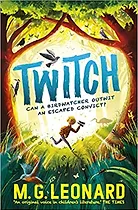 TWITCH
CAN A BIRDWATCHER OUTWIT
AN ESCAPED CONVICT?
M.G. LEONARD
"An original voice in children's literature." THE TIMES